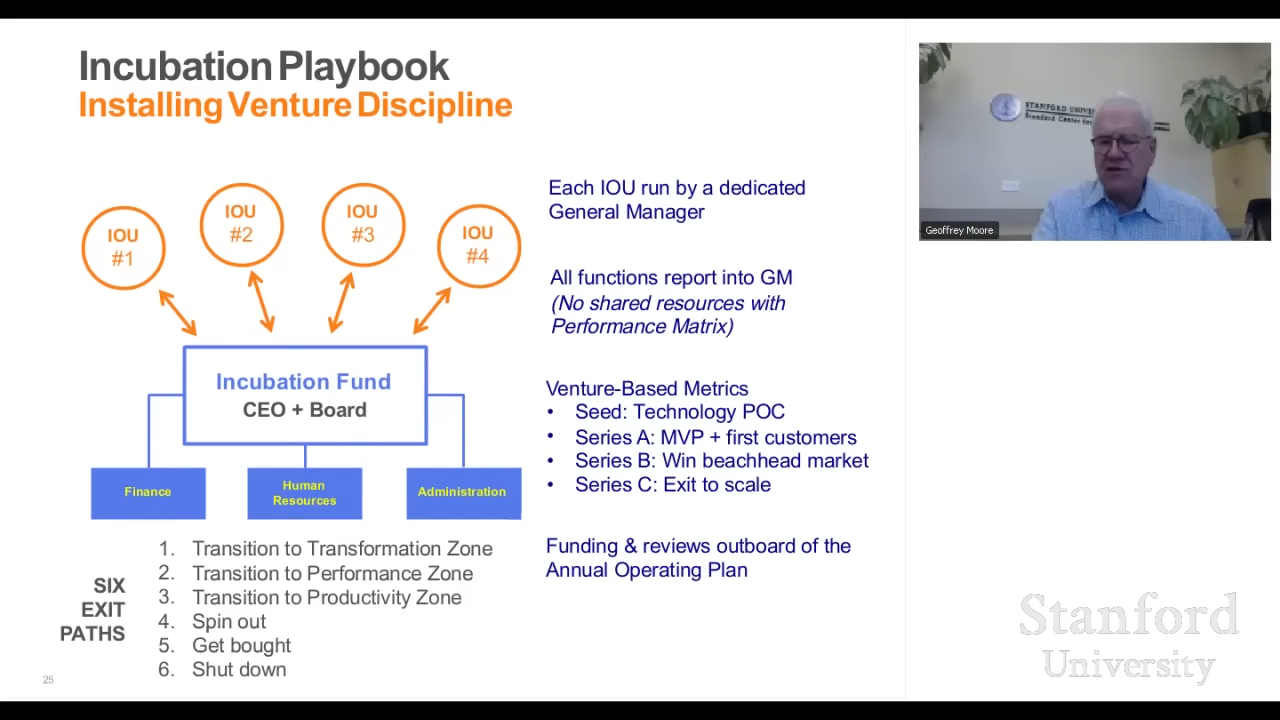 Incubation Playbook
Installing Venture Discipline
IOU
#1
IOU
#2
IOU
#3
IOU
#4
Incubation Fund
CEO + Board
Finance
Human
Resources
Administration
SIX
EXIT
PATHS
1. Transition to Transformation Zone
2. Transition to Performance Zone
3. Transition to Productivity Zone
4. Spin out
5. Get bought
6. Shut down
Each IOU run by a dedicated
General Manager
All functions report into GM
(No shared resources with
Performance Matrix)
Venture-Based Metrics
• Seed: Technology POC
• Series A: MVP + first customers
• Series B: Win beachhead market
• Series C: Exit to scale
Funding & reviews outboard of the
Annual Operating Plan
25
STANFORD
Stanford Center for
Geoffrey Moore
Stanford
University